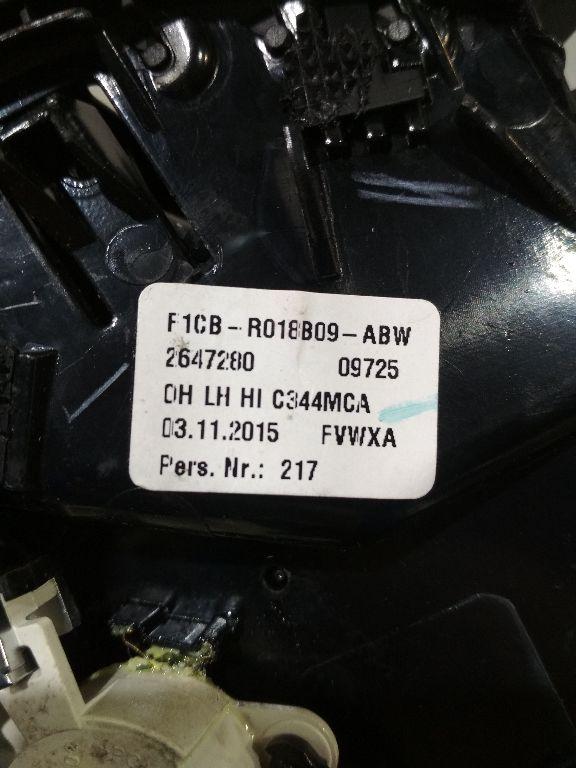 F1CB-R018B09-ABW
2647280 09725
OH LH HI C344MCA
03.11.2015 FVWXA
Pers. Nr.: 217